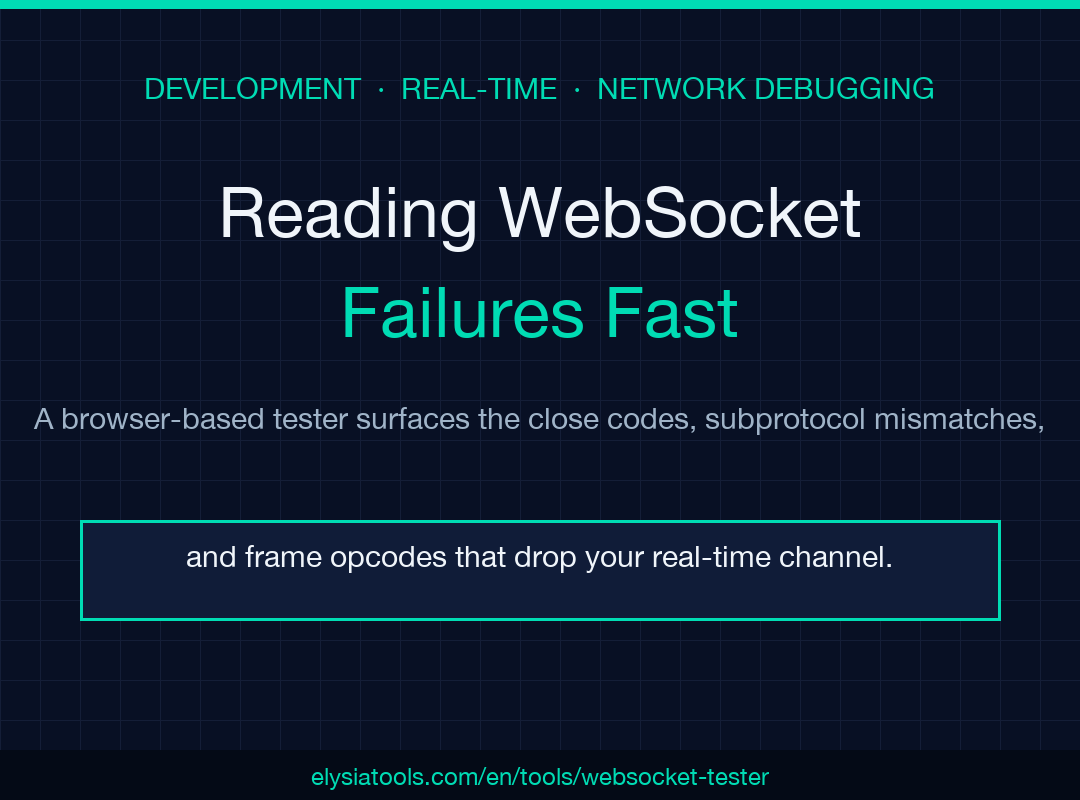 DEVELOPMENT · REAL-TIME · NETWORK DEBUGGING
Reading WebSocket
Failures Fast
A browser-based tester surfaces the close codes, subprotocol mismatches,
and frame opcodes that drop your real-time channel.
elysiatools.com/en/tools/websocket-tester